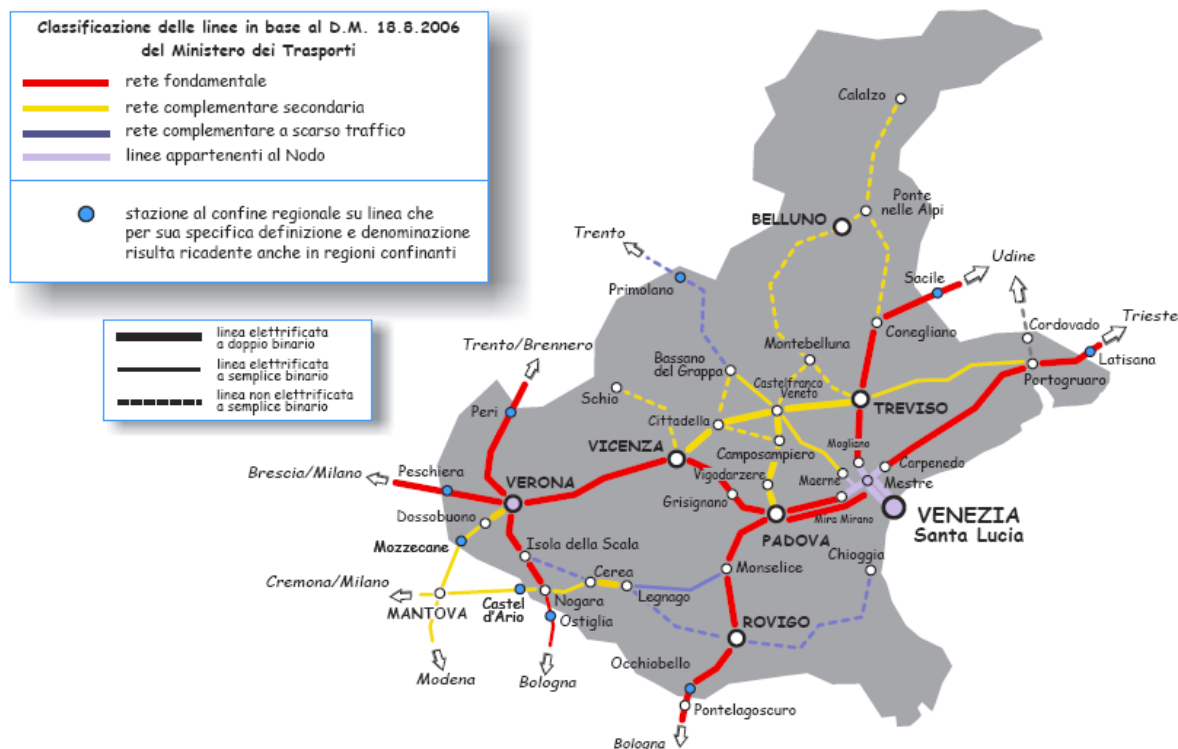 Classificazione delle linee in base al D.M. 18.8.2006
del Ministero dei Trasporti
rete fondamentale
rete complementare secondaria
rete complementare a scarso traffico
linee appartenenti al Nodo
stazione al confine regionale su linea che
per sua specifica definizione e denominazione
risulta ricadente anche in regioni confinanti
linea elettrificata
a doppio binario
linea elettrificata
a semplice binario
linea non elettrificata
a semplice binario
Calalzo
Ponte
nelle Alpi
BELLUNO
Trento
Udine
Sacile
Primolano
Trieste
Cordovado
Conegliano
Latisana
Trento/Brennero
Montebelluna
Bassano
del Grappa
Portogruaro
Castelfranco
Veneto
Schio
TREVISO
Peri
Cittadella
VICENZA
Mogliano
Camposampiero
Carpenedo
Brescia/Milano
Peschiera
Vigodarzere
Maerne
Mestre
VERONA
Grisignano
Dossobuono
Mira Mirano
VENEZIA
Santa Lucia
PADOVA
Mozzecane
Isola della Scala
Chioggia
Cerea
Monselice
Cremona/Milano
MANTOVA
Castel
d'Ario
Nogara
Legnago
Ostiglia
ROVIGO
Modena
Bologna
Occhiobello
Pontelagoscuro
Bologna